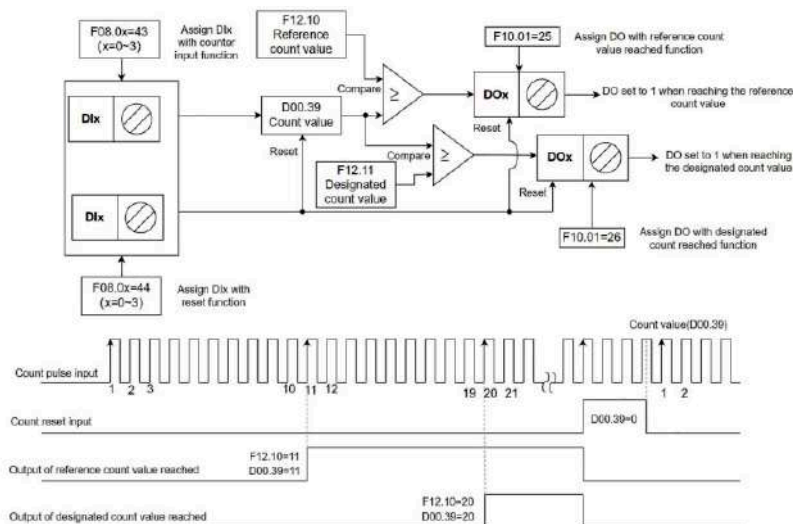 F08.0x=43
(x=0~3)
Assign DIx
with counter
input function
F12.10
Reference
count value
F10.01=25
Assign DO with reference count
value reached function
Compare
≥
DOx
DO set to 1 when reaching the reference
count value
DIx
D00.39
Count value
Reset
Reset
Compare
≥
DOx
DO set to 1 when reaching
the designated count value
F12.11
Designated
count value
Reset
DIx
F10.01=26
Assign DO with designated
count reached function
F08.0x=44
(x=0~3)
Assign DIx with
reset function
Count value(D00.39)
Count pulse input
1 2 3 10 11 12 19 20 21 1 2
Count reset input
D00.39=0
F12.10=11
Output of reference count value reached
D00.39=11
F12.10=20
Output of designated count value reached
D00.39=20